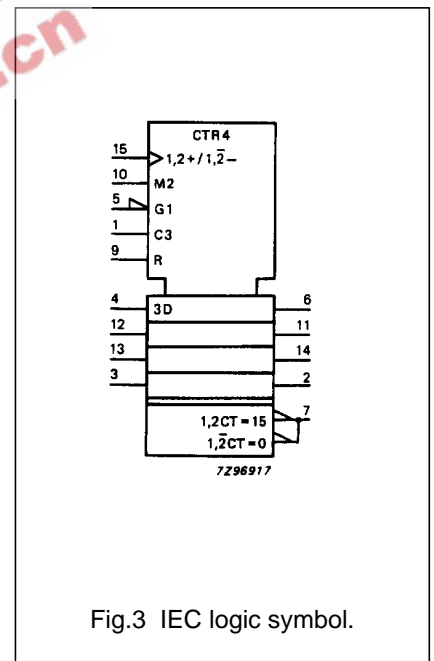 .cn
CTR4
15 1,2+/1,2̅−
10 M2
5 G1
1 C3
9 R
4 3D 6
12 11
13 14
3 2
1,2CT=15 7
1,2̅CT=0
7Z96917
Fig.3 IEC logic symbol.